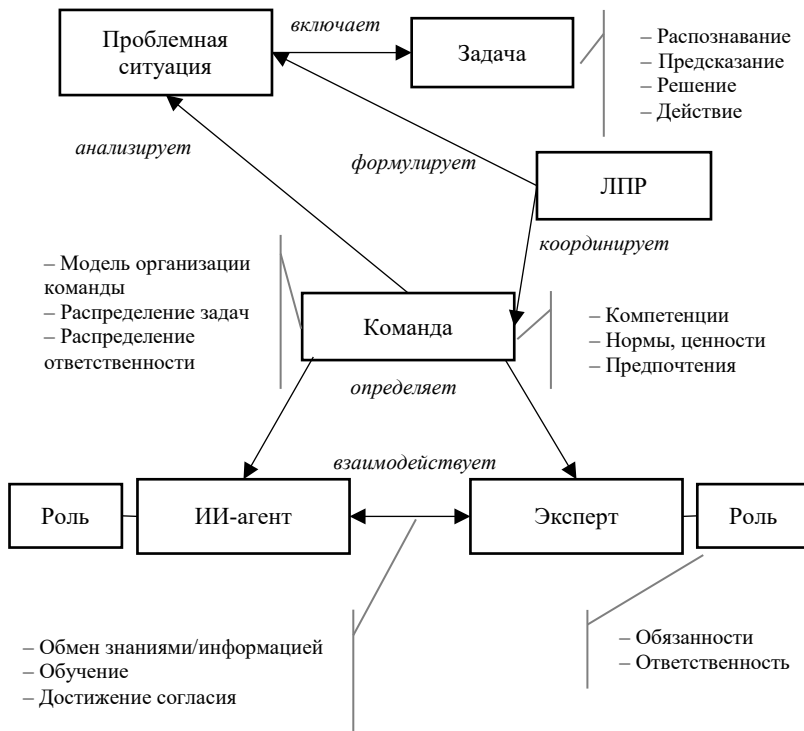 включает
Проблемная
ситуация
Задача
– Распознавание
– Предсказание
– Решение
– Действие
анализирует
формулирует
ЛПР
координирует
– Модель организации
команды
– Распределение задач
– Распределение
ответственности
Команда
– Компетенции
– Нормы, ценности
– Предпочтения
определяет
взаимодействует
Роль
ИИ-агент
Эксперт
Роль
– Обмен знаниями/информацией
– Обучение
– Достижение согласия
– Обязанности
– Ответственность